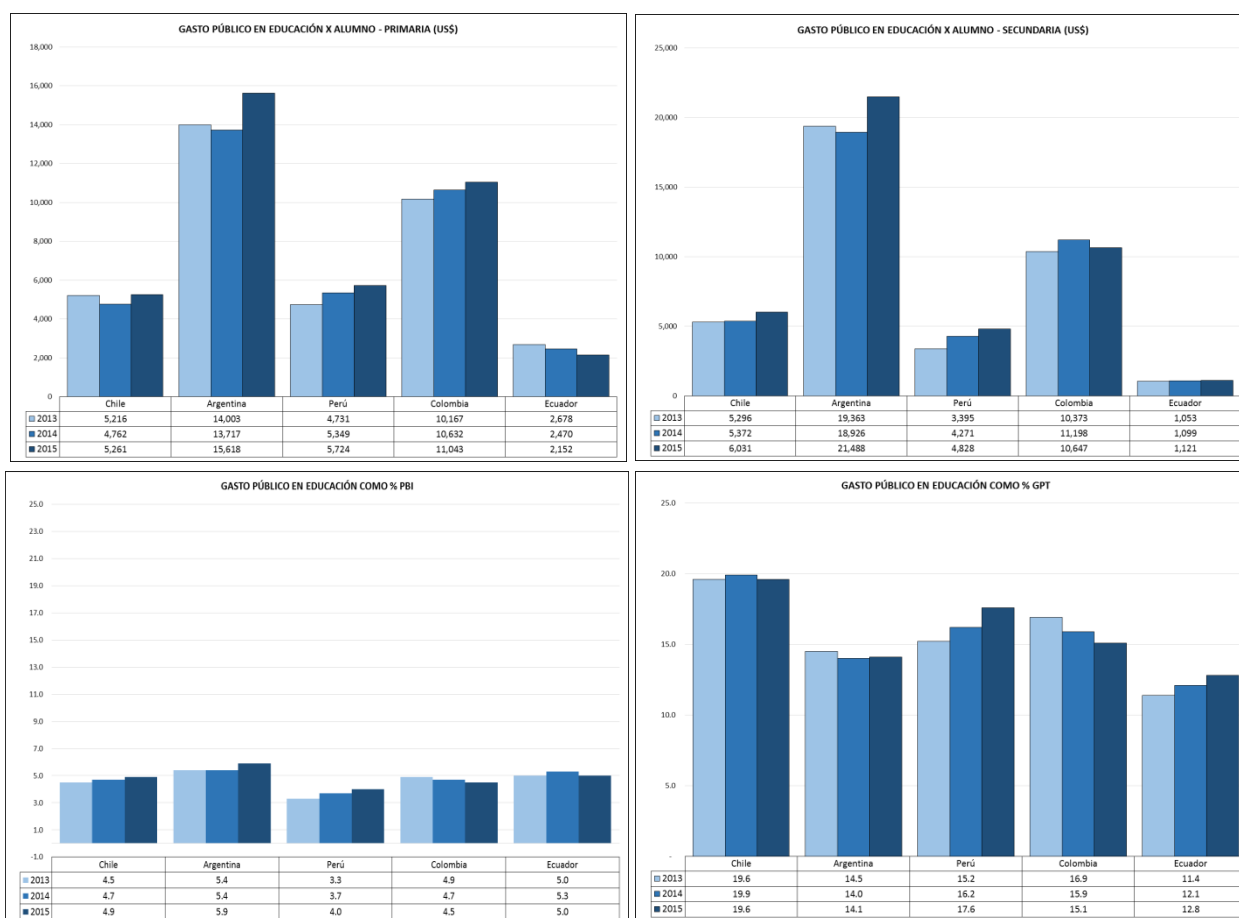 GASTO PÚBLICO EN EDUCACIÓN X ALUMNO - PRIMARIA (US$)
18,000
16,000
14,000
12,000
10,000
8,000
6,000
4,000
2,000
0
Chile Argentina Perú Colombia Ecuador
2013 5,216 14,003 4,731 10,167 2,678
2014 4,762 13,717 5,349 10,632 2,470
2015 5,261 15,618 5,724 11,043 2,152
GASTO PÚBLICO EN EDUCACIÓN X ALUMNO - SECUNDARIA (US$)
25,000
20,000
15,000
10,000
5,000
0
Chile Argentina Perú Colombia Ecuador
2013 5,296 19,363 3,395 10,373 1,053
2014 5,372 18,926 4,271 11,198 1,099
2015 6,031 21,488 4,828 10,647 1,121
GASTO PÚBLICO EN EDUCACIÓN COMO % PBI
25.0
23.0
21.0
19.0
17.0
15.0
13.0
11.0
9.0
7.0
5.0
3.0
1.0
-1.0
Chile Argentina Perú Colombia Ecuador
2013 4.5 5.4 3.3 4.9 5.0
2014 4.7 5.4 3.7 4.7 5.3
2015 4.9 5.9 4.0 4.5 5.0
GASTO PÚBLICO EN EDUCACIÓN COMO % GPT
25.0
20.0
15.0
10.0
5.0
-
Chile Argentina Perú Colombia Ecuador
2013 19.6 14.5 15.2 16.9 11.4
2014 19.9 14.0 16.2 15.9 12.1
2015 19.6 14.1 17.6 15.1 12.8